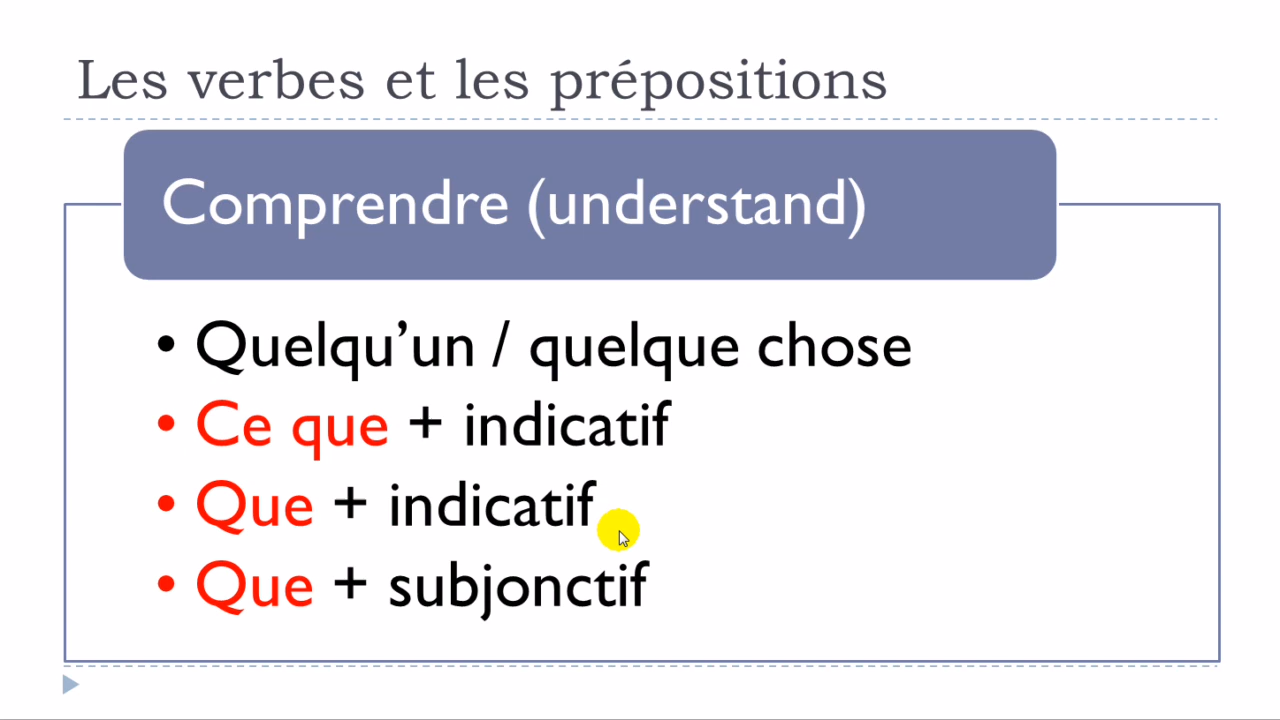 Les verbes et les prépositions
Comprendre (understand)
• Quelqu’un / quelque chose
• Ce que + indicatif
• Que + indicatif
• Que + subjonctif